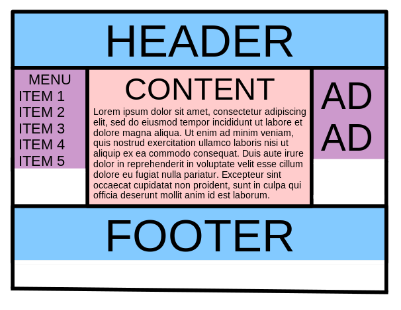 HEADER
MENU
ITEM 1
ITEM 2
ITEM 3
ITEM 4
ITEM 5
CONTENT
Lorem ipsum dolor sit amet, consectetur adipiscing
elit, sed do eiusmod tempor incididunt ut labore et
dolore magna aliqua. Ut enim ad minim veniam,
quis nostrud exercitation ullamco laboris nisi ut
aliquip ex ea commodo consequat. Duis aute irure
dolor in reprehenderit in voluptate velit esse cillum
dolore eu fugiat nulla pariatur. Excepteur sint
occaecat cupidatat non proident, sunt in culpa qui
officia deserunt mollit anim id est laborum.
AD
AD
FOOTER